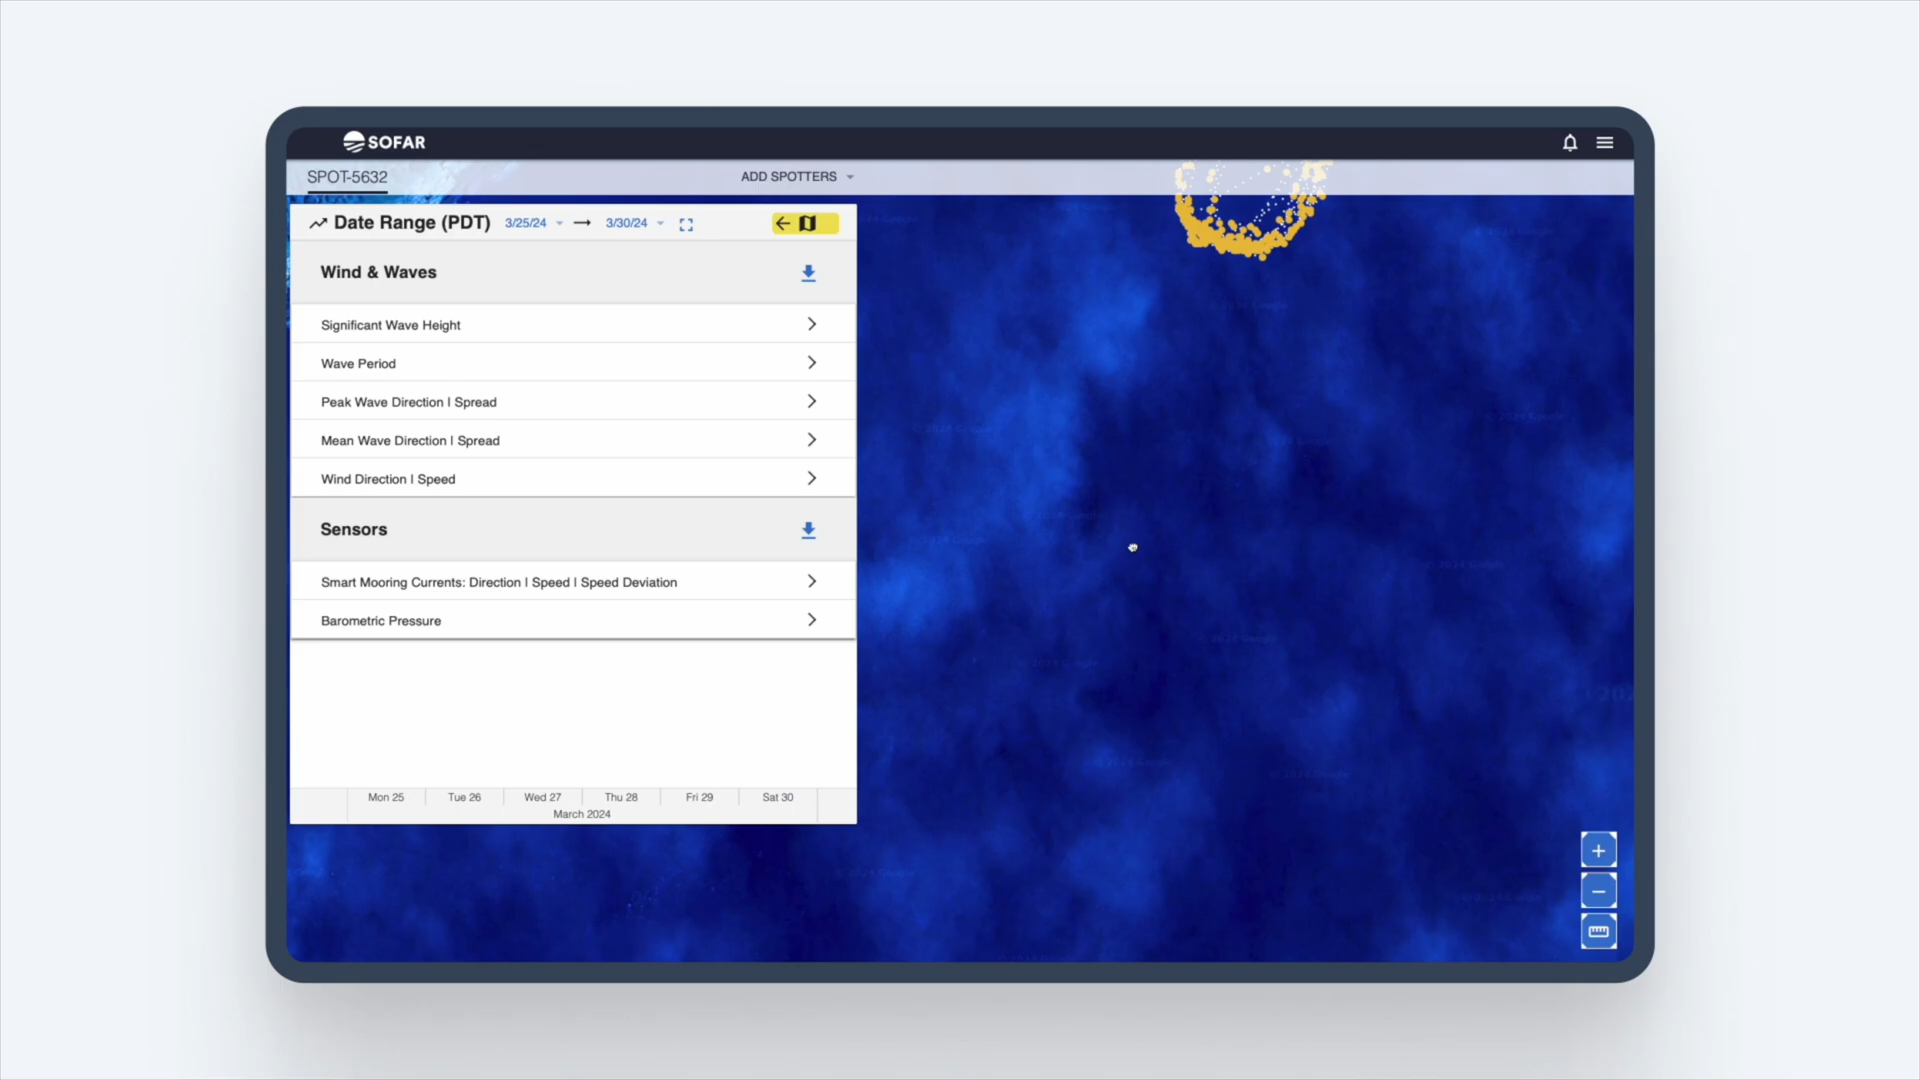 SOFAR
SPOT-5632
ADD SPOTTERS
Date Range (PDT) 3/25/24 → 3/30/24
Wind & Waves
Significant Wave Height
Wave Period
Peak Wave Direction | Spread
Mean Wave Direction | Spread
Wind Direction | Speed
Sensors
Smart Mooring Currents: Direction | Speed | Speed Deviation
Barometric Pressure
Mon 25 Tue 26 Wed 27 Thu 28 Fri 29 Sat 30
March 2024